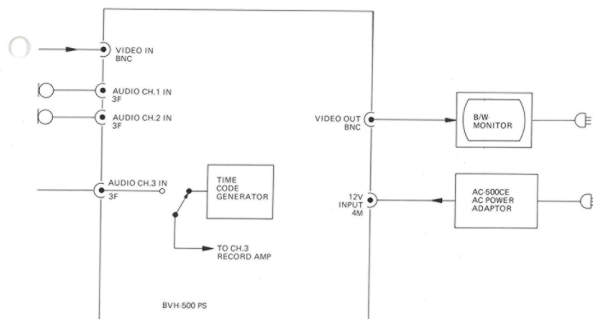 VIDEO IN
BNC
AUDIO CH.1 IN
3F
AUDIO CH.2 IN
3F
AUDIO CH.3 IN
3F
TIME
CODE
GENERATOR
TO CH.3
RECORD AMP
BVH-500 PS
VIDEO OUT
BNC
B/W
MONITOR
12V
INPUT
4M
AC-500CE
AC POWER
ADAPTOR